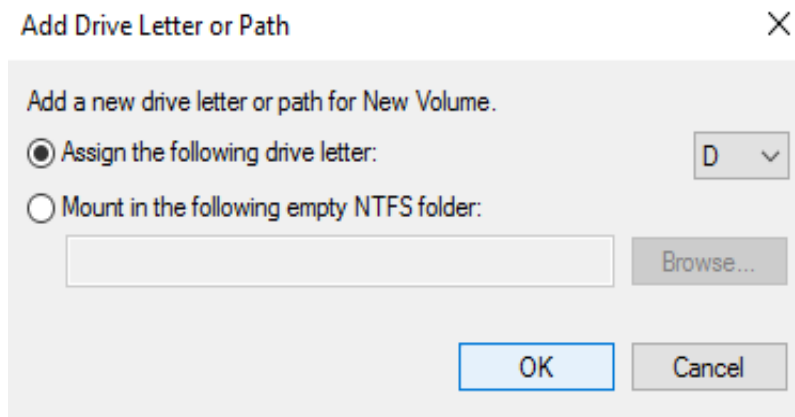 Add Drive Letter or Path
Add a new drive letter or path for New Volume.
Assign the following drive letter: D
Mount in the following empty NTFS folder:
Browse...
OK Cancel